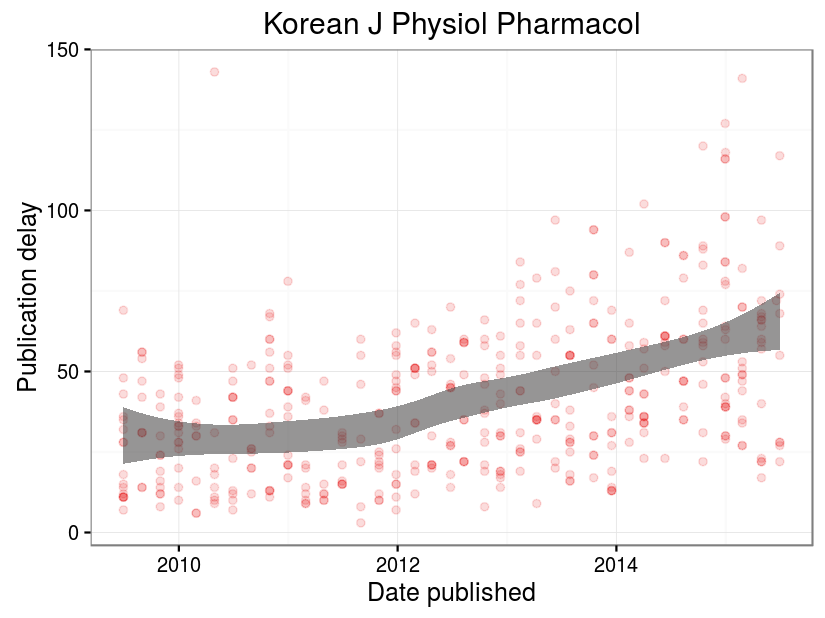 Korean J Physiol Pharmacol
150
100
50
0
Publication delay
2010 2012 2014
Date published